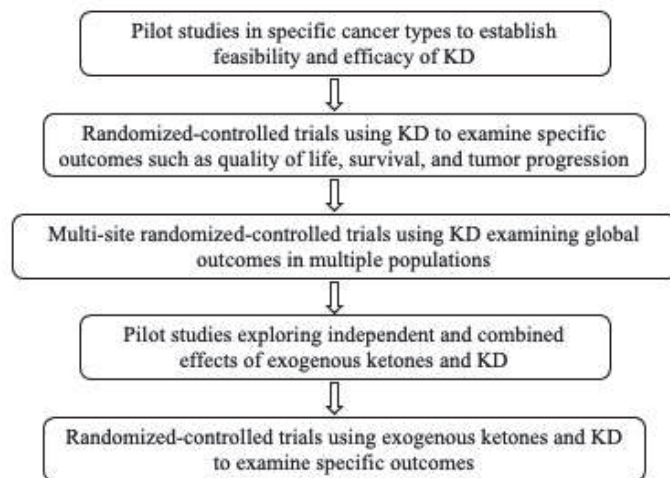 Pilot studies in specific cancer types to establish
feasibility and efficacy of KD
Randomized-controlled trials using KD to examine specific
outcomes such as quality of life, survival, and tumor progression
Multi-site randomized-controlled trials using KD examining global
outcomes in multiple populations
Pilot studies exploring independent and combined
effects of exogenous ketones and KD
Randomized-controlled trials using exogenous ketones and KD
to examine specific outcomes